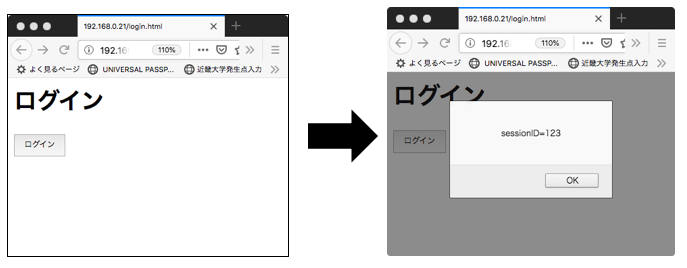 192.168.0.21/login.html
192.16
110%
よく見るページ
UNIVERSAL PASSP...
近畿大学発生点入力
ログイン
ログイン
192.168.0.21/login.html
192.16
110%
よく見るページ
UNIVERSAL PASSP...
近畿大学発生点入力
ログイン
ログイン
sessionID=123
OK